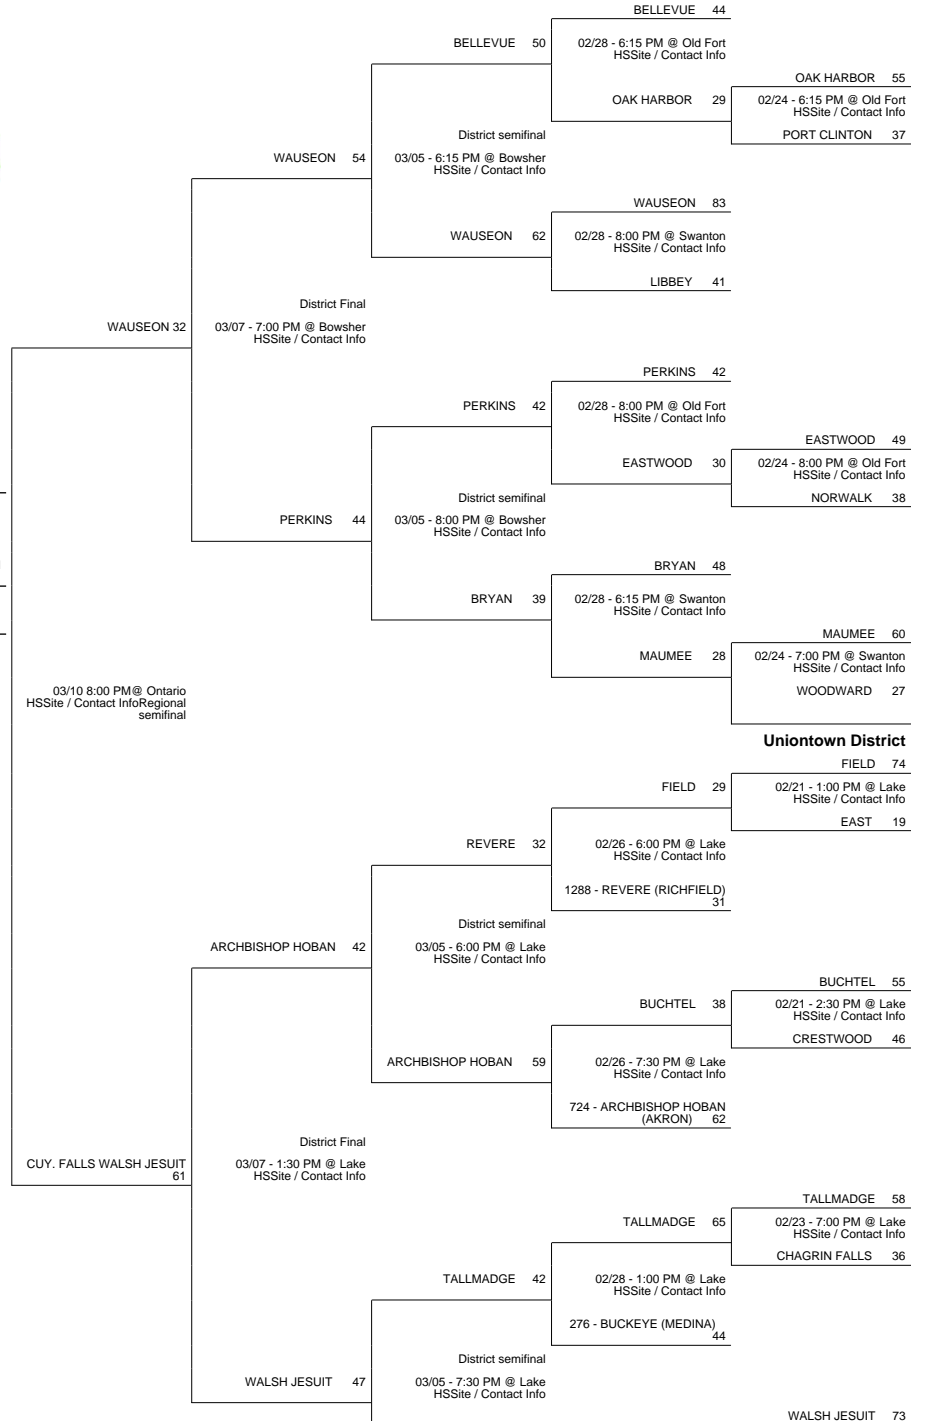 BELLEVUE 44
BELLEVUE 50
02/28 - 6:15 PM @ Old Fort
HSSite / Contact Info
OAK HARBOR 55
OAK HARBOR 29
02/24 - 6:15 PM @ Old Fort
HSSite / Contact Info
PORT CLINTON 37
District semifinal
WAUSEON 54
03/05 - 6:15 PM @ Bowsher
HSSite / Contact Info
WAUSEON 83
WAUSEON 62
02/28 - 8:00 PM @ Swanton
HSSite / Contact Info
LIBBEY 41
District Final
WAUSEON 32
03/07 - 7:00 PM @ Bowsher
HSSite / Contact Info
PERKINS 42
PERKINS 42
02/28 - 8:00 PM @ Old Fort
HSSite / Contact Info
EASTWOOD 49
EASTWOOD 30
02/24 - 8:00 PM @ Old Fort
HSSite / Contact Info
NORWALK 38
District semifinal
PERKINS 44
03/05 - 8:00 PM @ Bowsher
HSSite / Contact Info
BRYAN 48
BRYAN 39
02/28 - 6:15 PM @ Swanton
HSSite / Contact Info
MAUMEE 60
MAUMEE 28
02/24 - 7:00 PM @ Swanton
HSSite / Contact Info
WOODWARD 27
03/10 8:00 PM@ Ontario
HSSite / Contact InfoRegional
semifinal
Uniontown District
FIELD 74
FIELD 29
02/21 - 1:00 PM @ Lake
HSSite / Contact Info
EAST 19
REVERE 32
02/26 - 6:00 PM @ Lake
HSSite / Contact Info
1288 - REVERE (RICHFIELD)
31
District semifinal
ARCHBISHOP HOBAN 42
03/05 - 6:00 PM @ Lake
HSSite / Contact Info
BUCHTEL 55
BUCHTEL 38
02/21 - 2:30 PM @ Lake
HSSite / Contact Info
CRESTWOOD 46
ARCHBISHOP HOBAN 59
02/26 - 7:30 PM @ Lake
HSSite / Contact Info
724 - ARCHBISHOP HOBAN
(AKRON) 62
District Final
CUY. FALLS WALSH JESUIT
61
03/07 - 1:30 PM @ Lake
HSSite / Contact Info
TALLMADGE 58
TALLMADGE 65
02/23 - 7:00 PM @ Lake
HSSite / Contact Info
CHAGRIN FALLS 36
TALLMADGE 42
02/28 - 1:00 PM @ Lake
HSSite / Contact Info
276 - BUCKEYE (MEDINA)
44
District semifinal
WALSH JESUIT 47
03/05 - 7:30 PM @ Lake
HSSite / Contact Info
WALSH JESUIT 73